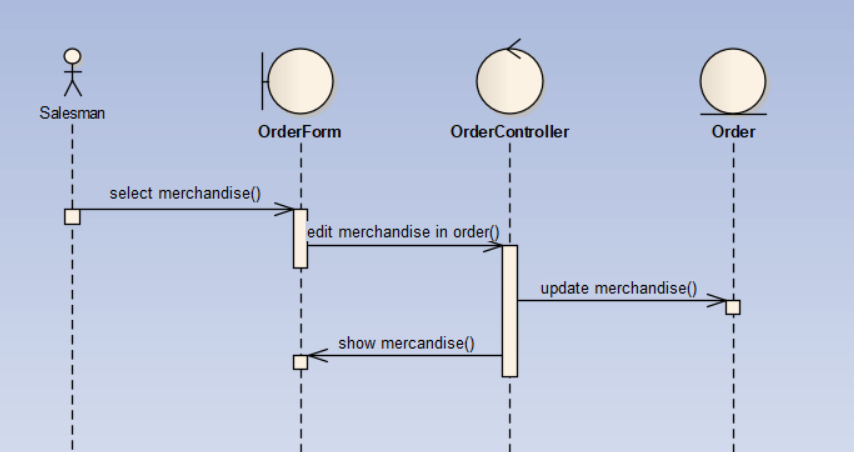 Salesman
OrderForm
OrderController
Order
select merchandise()
edit merchandise in order()
update merchandise()
show mercandise()